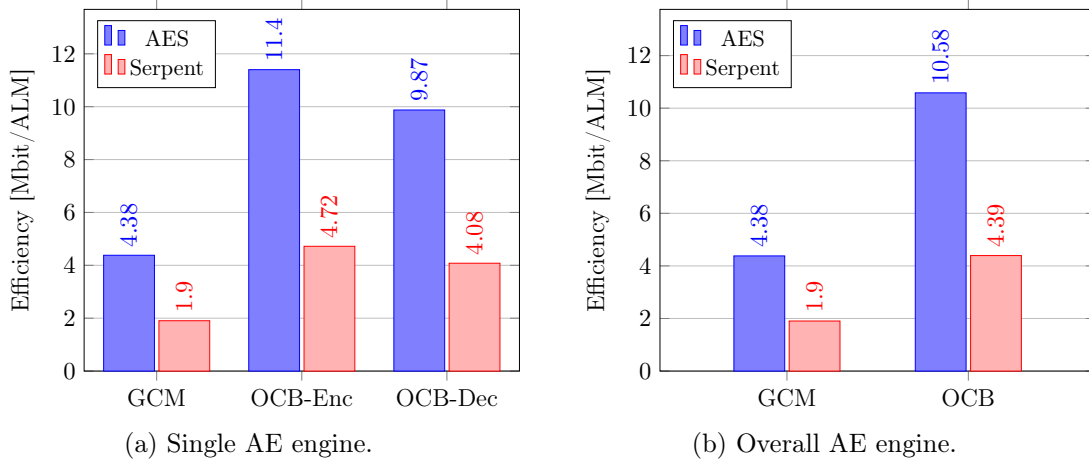 AES
Serpent
Efficiency [Mbit/ALM]
12
10
8
6
4
2
0
4.38
1.9
11.4
4.72
9.87
4.08
GCM
OCB-Enc
OCB-Dec
(a) Single AE engine.
AES
Serpent
Efficiency [Mbit/ALM]
12
10
8
6
4
2
0
4.38
1.9
10.58
4.39
GCM
OCB
(b) Overall AE engine.